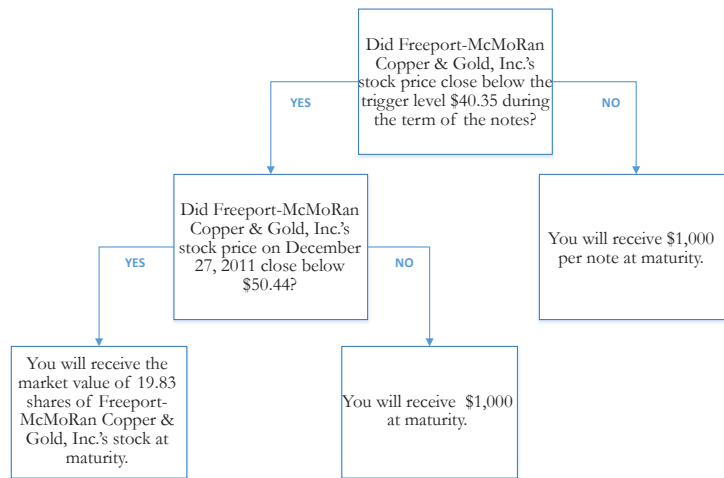 Did Freeport-McMoRan
Copper & Gold, Inc.'s
stock price close below the
trigger level $40.35 during
the term of the notes?
YES
NO
Did Freeport-McMoRan
Copper & Gold, Inc.'s
stock price on December
27, 2011 close below
$50.44?
You will receive $1,000
per note at maturity.
YES
NO
You will receive the
market value of 19.83
shares of Freeport-
McMoRan Copper &
Gold, Inc.'s stock at
maturity.
You will receive $1,000
at maturity.